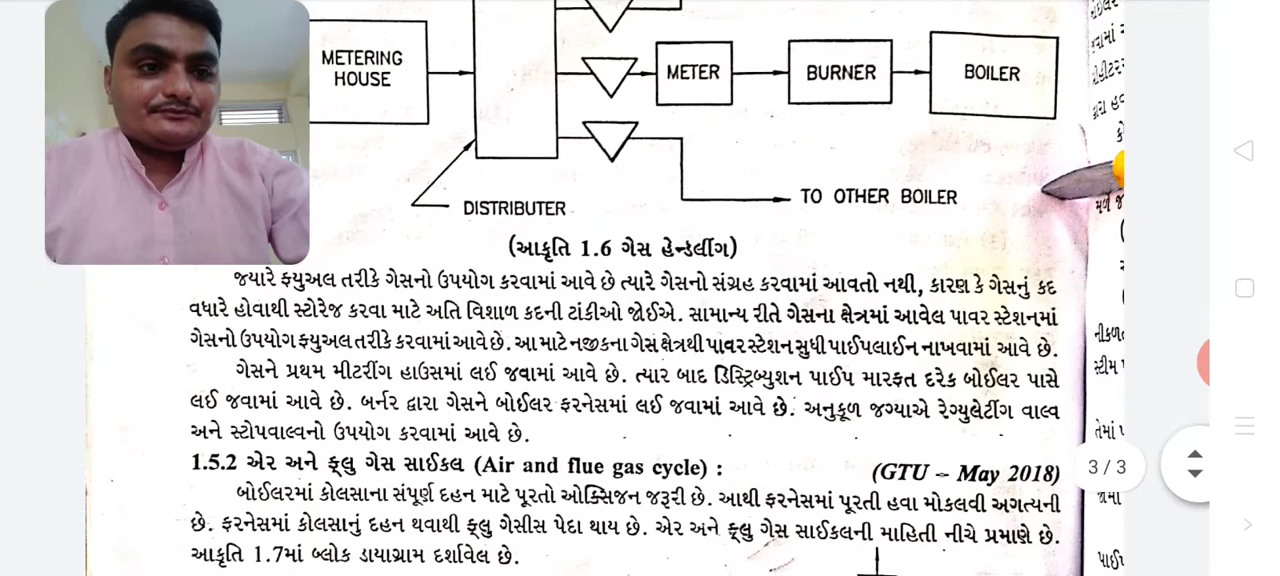 METERING
HOUSE
METER
BURNER
BOILER
TO OTHER BOILER
DISTRIBUTER
(આકૃતિ 1.6 ગેસ હેન્ડલીંગ)
જ્યારે ફ્યુઅલ તરીકે ગેસનો ઉપયોગ કરવામાં આવે છે ત્યારે ગેસનો સંગ્રહ કરવામાં આવતો નથી, કારણ કે ગેસનું કદ
વધારે હોવાથી સ્ટોરેજ કરવા માટે અતિ વિશાળ કદની ટાંકીઓ જોઈએ. સામાન્ય રીતે ગેસના ક્ષેત્રમાં આવેલ પાવર સ્ટેશનમાં
ગેસનો ઉપયોગ ફ્યુઅલ તરીકે કરવામાં આવે છે. આ માટે નજીકના ગેસ ક્ષેત્રથી પાવર સ્ટેશન સુધી પાઈપલાઈન નાખવામાં આવે છે.
ગેસને પ્રથમ મીટરીંગ હાઉસમાં લઈ જવામાં આવે છે. ત્યાર બાદ ડિસ્ટ્રિબ્યુશન પાઈપ મારફત દરેક બોઈલર પાસે
લઈ જવામાં આવે છે. બર્નર દ્વારા ગેસને બોઈલર ફરનેસમાં લઈ જવામાં આવે છે. અનુકૂળ જગ્યાએ રેગ્યુલેટીંગ વાલ્વ
અને સ્ટોપવાલ્વનો ઉપયોગ કરવામાં આવે છે.
1.5.2 એર અને ફ્લુ ગેસ સાઈકલ (Air and flue gas cycle) : (GTU – May 2018)
બોઈલરમાં કોલસાના સંપૂર્ણ દહન માટે પૂરતો ઓક્સિજન જરૂરી છે. આથી ફરનેસમાં પૂરતી હવા મોકલવી અગત્યની
છે. ફરનેસમાં કોલસાનું દહન થવાથી ફ્લુ ગેસીસ પેદા થાય છે. એર અને ફ્લુ ગેસ સાઈકલની માહિતી નીચે પ્રમાણે છે.
આકૃતિ 1.7માં બ્લોક ડાયાગ્રામ દર્શાવેલ છે.
3/3